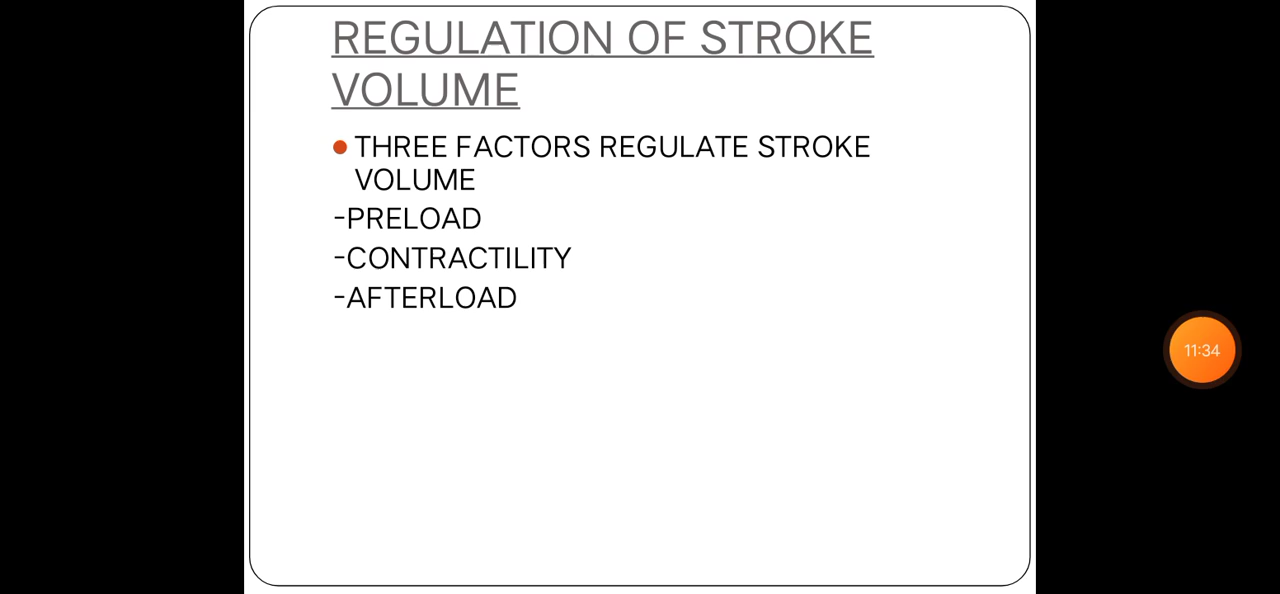 REGULATION OF STROKE
VOLUME
THREE FACTORS REGULATE STROKE
VOLUME
-PRELOAD
-CONTRACTILITY
-AFTERLOAD
11:34